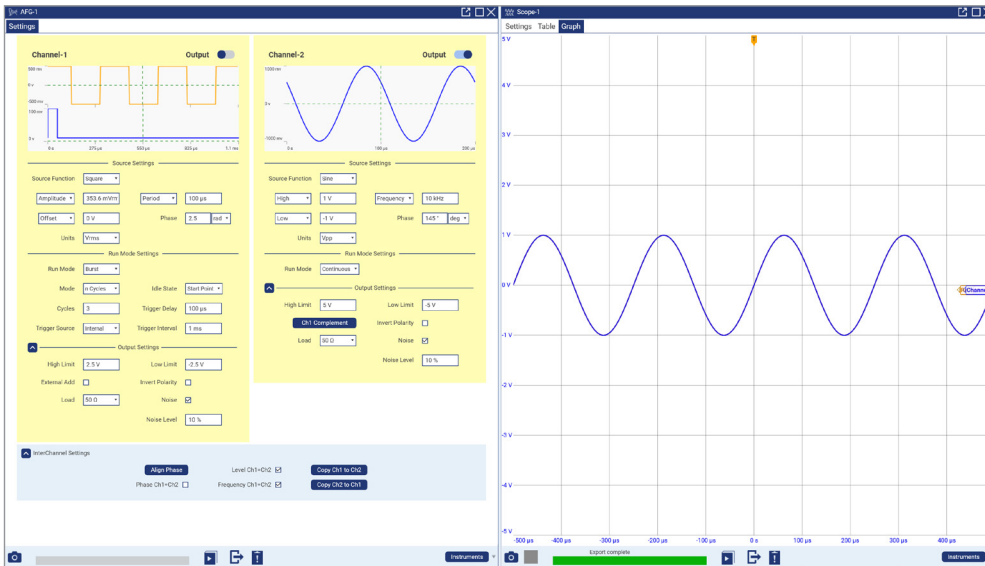 AFG-1
Settings
Channel-1
Output
500 mv
0 v
-500 mv
100 mv
0 v
0 s
275 µs
550 µs
825 µs
1.1 ms
Source Settings
Source Function
Square
Amplitude
353.6 mVrm
Period
100 µs
Offset
0 V
Phase
2.5
rad
Units
Vrms
Run Mode Settings
Run Mode
Burst
Mode
n Cycles
Idle State
Start Point
Cycles
3
Trigger Delay
100 µs
Trigger Source
Internal
Trigger Interval
1 ms
Output Settings
High Limit
2.5 V
Low Limit
-2.5 V
External Add
Invert Polarity
Load
50 Ω
Noise
Noise Level
10 %
Channel-2
Output
1000 mv
0 v
-1000 mv
0 s
100 µs
200 µs
Source Settings
Source Function
Sine
High
1 V
Frequency
10 kHz
Low
-1 V
Phase
145 °
deg
Units
Vpp
Run Mode Settings
Run Mode
Continuous
Output Settings
High Limit
5 V
Low Limit
-5 V
Ch1 Complement
Invert Polarity
Load
50 Ω
Noise
Noise Level
10 %
InterChannel Settings
Align Phase
Level Ch1=Ch2
Copy Ch1 to Ch2
Phase Ch1=Ch2
Frequency Ch1=Ch2
Copy Ch2 to Ch1
Instruments
Scope-1
Settings
Table
Graph
T
5 V
4 V
3 V
2 V
1 V
0 V
-1 V
-2 V
-3 V
-4 V
-5 V
-500 µs
-400 µs
-300 µs
-200 µs
-100 µs
0 s
100 µs
200 µs
300 µs
400 µs
Export complete
Instruments